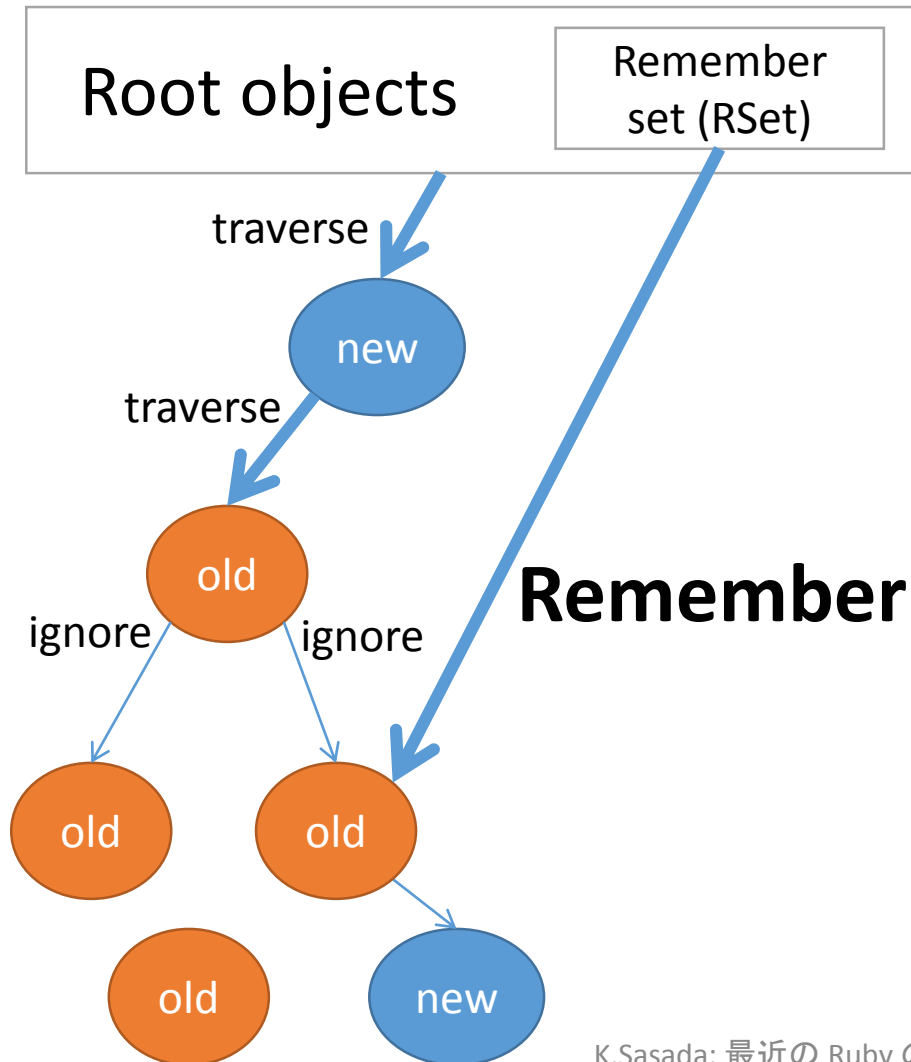 Root objects
Remember
set (RSet)
traverse
new
traverse
old
Remember
ignore
ignore
old
old
old
new
K.Sasada: 最近の Ruby の